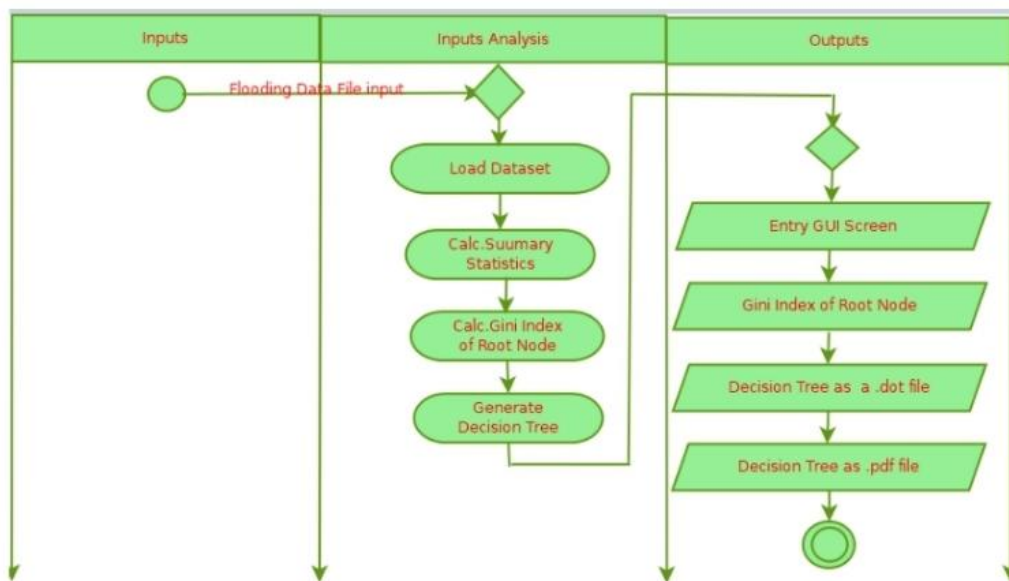 Inputs
Inputs Analysis
Outputs
Flooding Data File input
Load Dataset
Calc.Suumary
Statistics
Calc.Gini Index
of Root Node
Generate
Decision Tree
Entry GUI Screen
Gini Index of Root Node
Decision Tree as a .dot file
Decision Tree as .pdf file